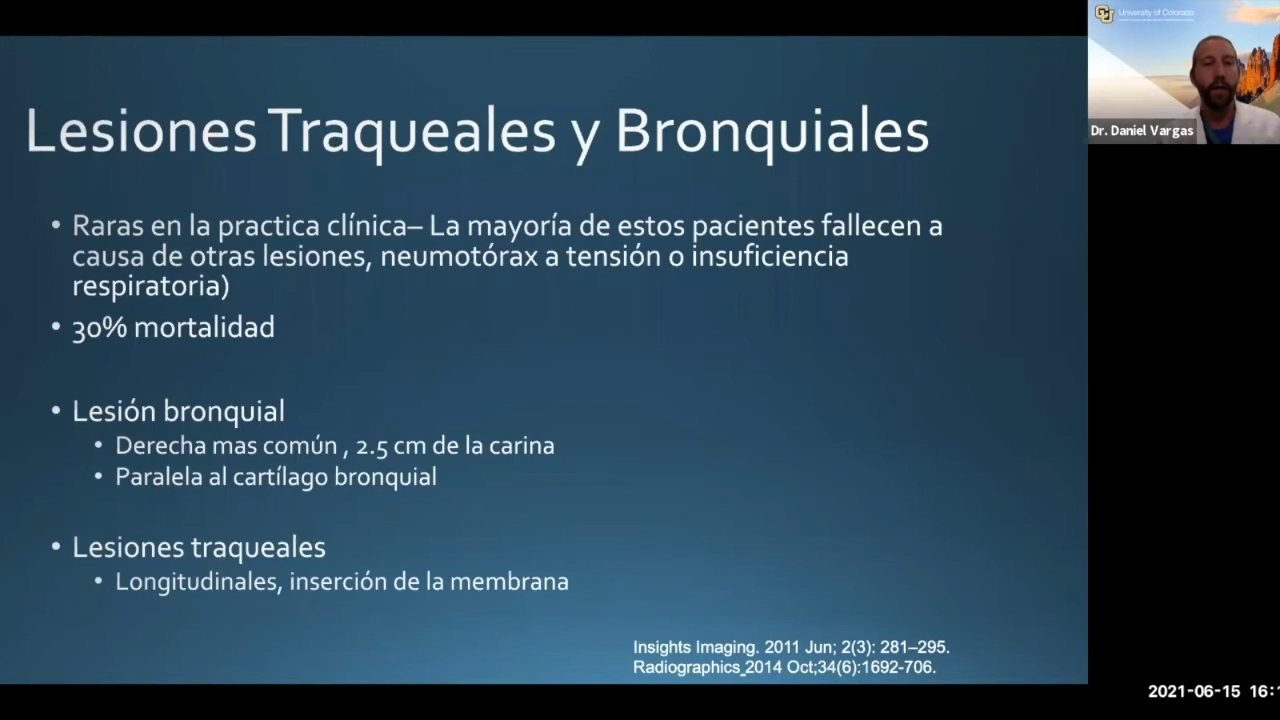 University of Colorado
Dr. Daniel Vargas
Lesiones Traqueales y Bronquiales
• Raras en la practica clínica– La mayoría de estos pacientes fallecen a
causa de otras lesiones, neumotórax a tensión o insuficiencia
respiratoria)
• 30% mortalidad
• Lesión bronquial
• Derecha mas común , 2.5 cm de la carina
• Paralela al cartílago bronquial
• Lesiones traqueales
• Longitudinales, inserción de la membrana
Insights Imaging. 2011 Jun; 2(3): 281–295.
Radiographics 2014 Oct;34(6):1692-706.
2021-06-15 16: